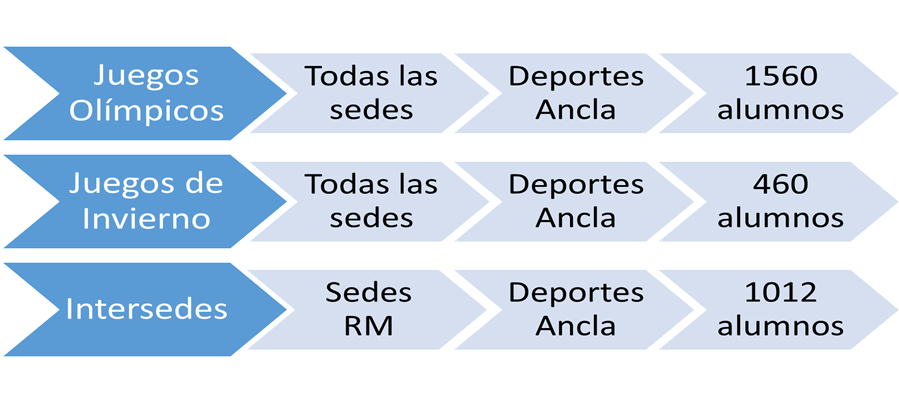 Juegos
Olímpicos
Todas las
sedes
Deportes
Ancla
1560
alumnos
Juegos de
Invierno
Todas las
sedes
Deportes
Ancla
460
alumnos
Intersedes
Sedes
RM
Deportes
Ancla
1012
alumnos